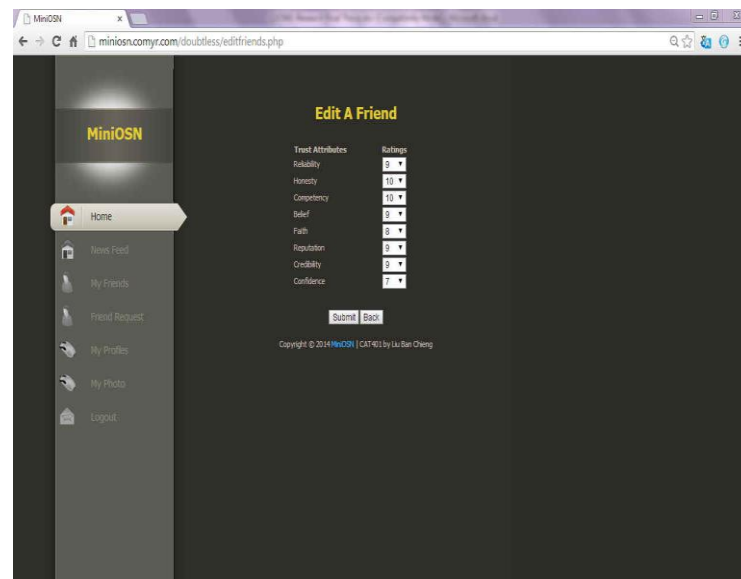 MiniOSN
miniosn.comyr.com/doubtless/editfriends.php
MiniOSN
Home
News Feed
My Friends
Friend Request
My Profiles
My Photo
Logout
Edit A Friend
Trust Attributes Ratings
Reliability 9
Honesty 10
Competency 10
Belief 9
Faith 8
Reputation 9
Credibility 9
Confidence 7
Submit Back
Copyright © 2014 MiniOSN | CAT401 by Liu Ban Chieng